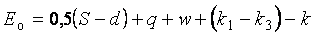 E₀ = 0,5(S − d) + q + w + (k₁ − k₃) − k